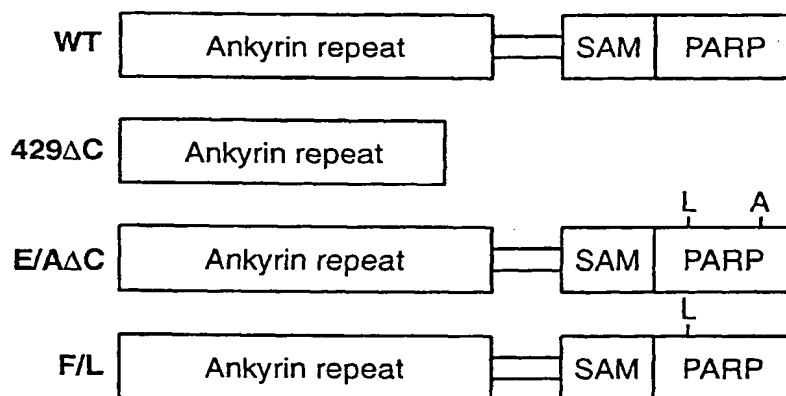 WT Ankyrin repeat SAM PARP
429ΔC Ankyrin repeat
L A
E/AΔC Ankyrin repeat SAM PARP
L
F/L Ankyrin repeat SAM PARP